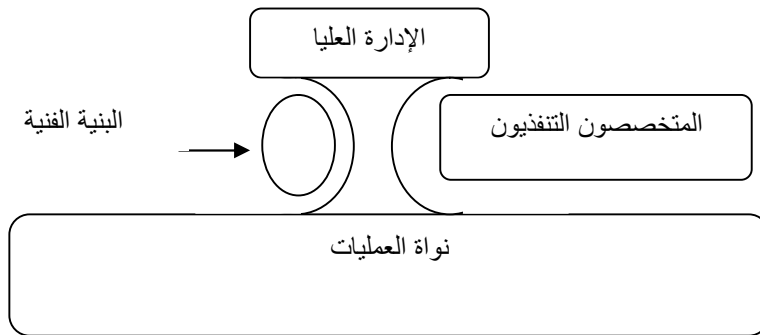 الإدارة العليا
البنية الفنية
المتخصصون التنفذيون
نواة العمليات